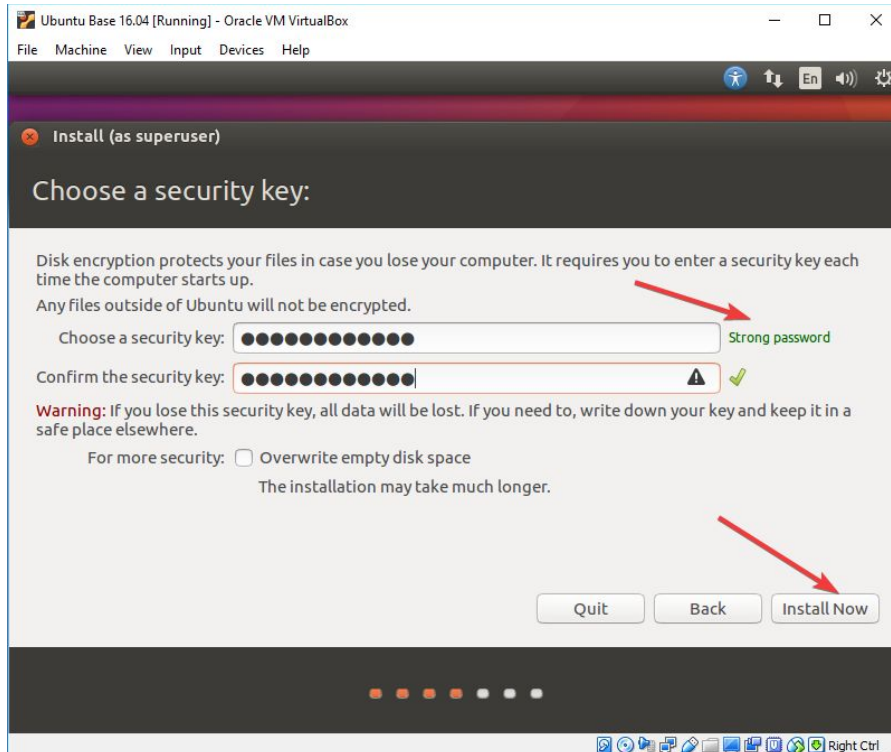 Ubuntu Base 16.04 [Running] - Oracle VM VirtualBox
File Machine View Input Devices Help
En
Install (as superuser)
Choose a security key:
Disk encryption protects your files in case you lose your computer. It requires you to enter a security key each
time the computer starts up.
Any files outside of Ubuntu will not be encrypted.
Choose a security key: ●●●●●●●●●●●● Strong password
Confirm the security key: ●●●●●●●●●●●●
Warning: If you lose this security key, all data will be lost. If you need to, write down your key and keep it in a
safe place elsewhere.
For more security: Overwrite empty disk space
The installation may take much longer.
Quit Back Install Now
Right Ctrl